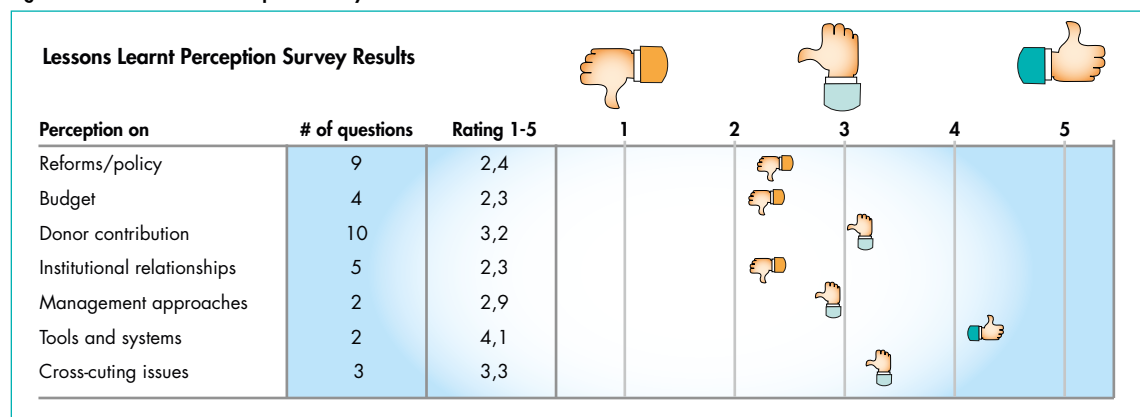 Lessons Learnt Perception Survey Results
Perception on # of questions Rating 1-5 1 2 3 4 5
Reforms/policy 9 2,4
Budget 4 2,3
Donor contribution 10 3,2
Institutional relationships 5 2,3
Management approaches 2 2,9
Tools and systems 2 4,1
Cross-cuting issues 3 3,3